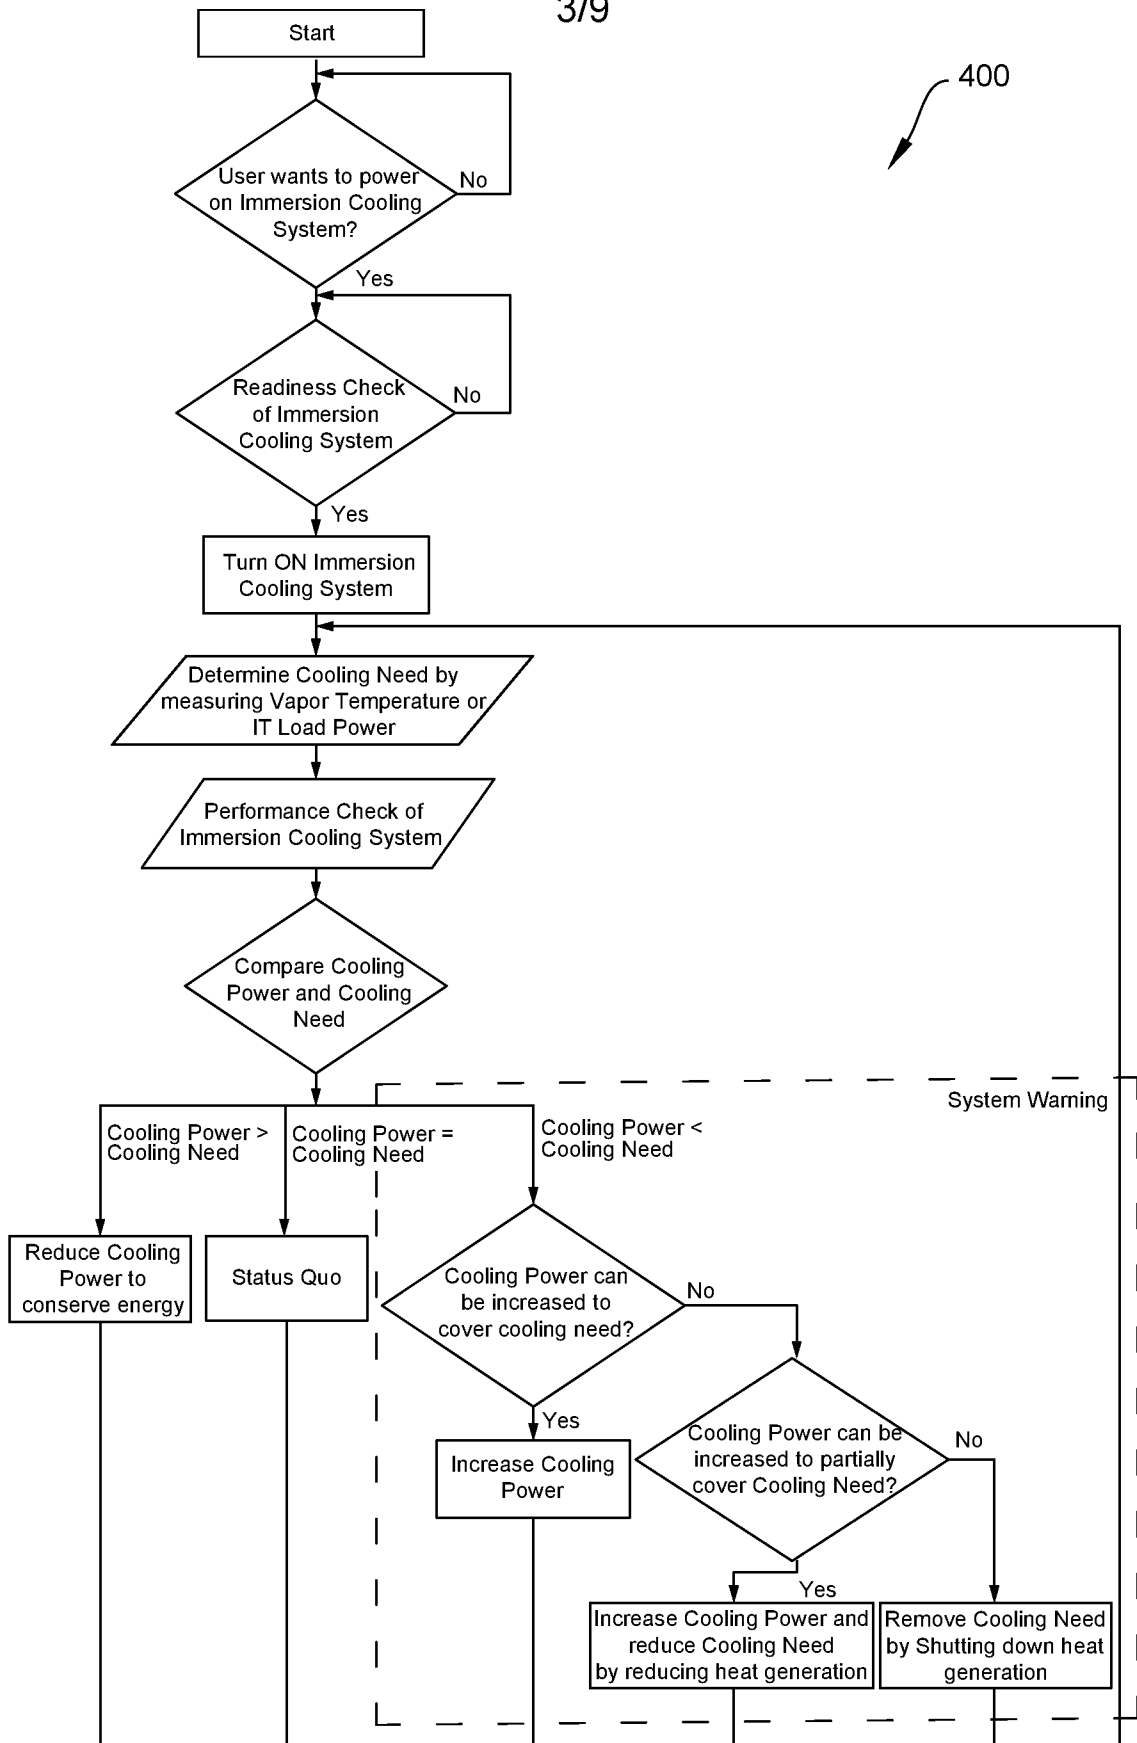 3/9
Start
400
User wants to power
on Immersion Cooling
System?
No
Yes
Readiness Check
of Immersion
Cooling System
No
Yes
Turn ON Immersion
Cooling System
Determine Cooling Need by
measuring Vapor Temperature or
IT Load Power
Performance Check of
Immersion Cooling System
Compare Cooling
Power and Cooling
Need
System Warning
Cooling Power >
Cooling Need
Cooling Power =
Cooling Need
Cooling Power <
Cooling Need
Reduce Cooling
Power to
conserve energy
Status Quo
Cooling Power can
be increased to
cover cooling need?
No
Yes
Increase Cooling
Power
Cooling Power can be
increased to partially
cover Cooling Need?
No
Yes
Increase Cooling Power and
reduce Cooling Need
by reducing heat generation
Remove Cooling Need
by Shutting down heat
generation